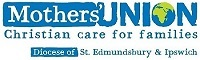 Mothers' UNION
Christian care for families
Diocese of St. Edmundsbury & Ipswich